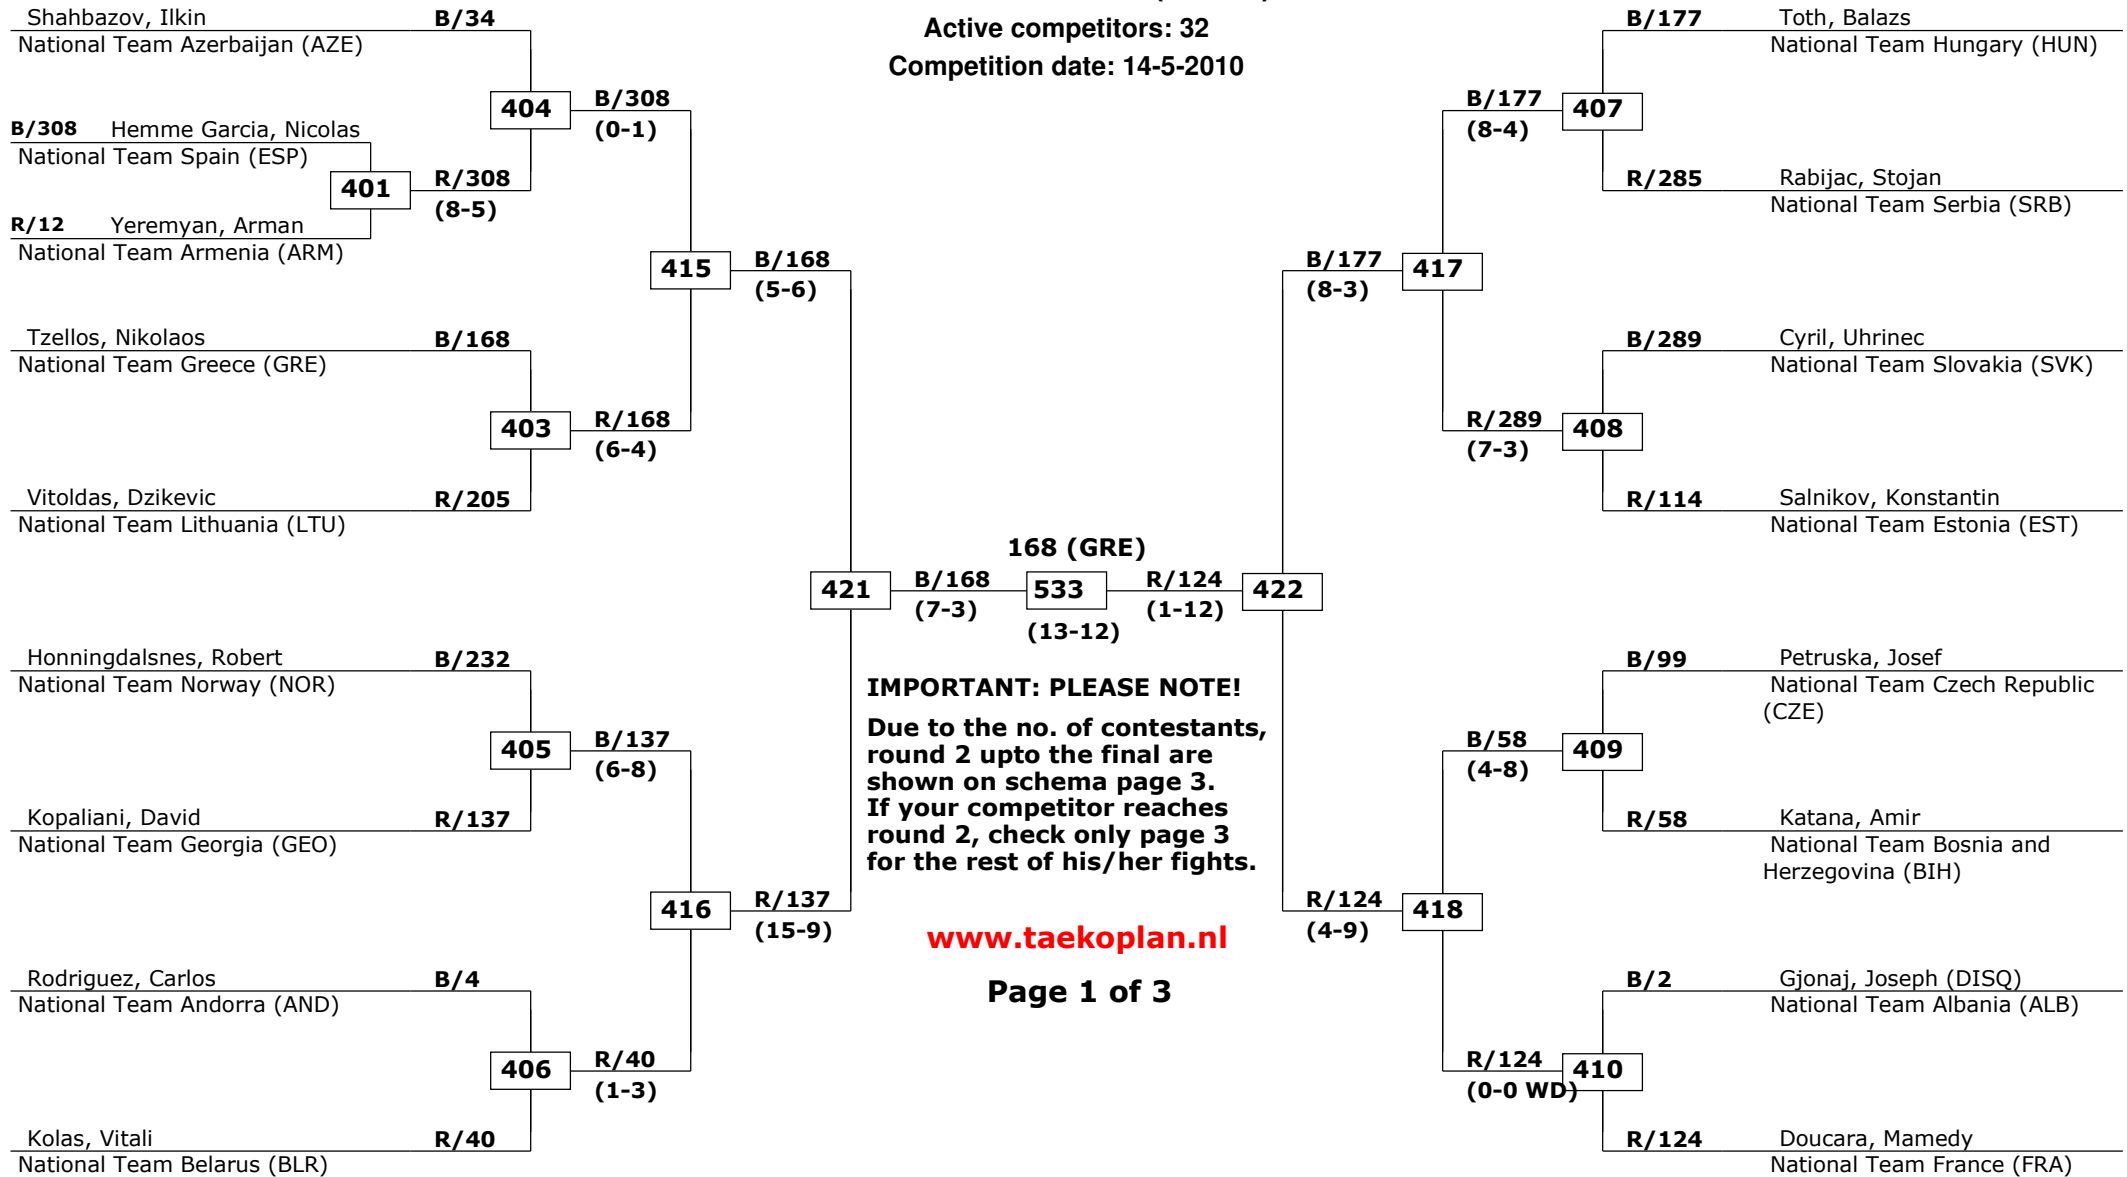 Active competitors: 32
Competition date: 14-5-2010
Shahbazov, Ilkin B/34
National Team Azerbaijan (AZE)
404
B/308
(0-1)
B/308 Hemme Garcia, Nicolas
National Team Spain (ESP)
401
R/308
(8-5)
R/12 Yeremyan, Arman
National Team Armenia (ARM)
415
B/168
(5-6)
Tzellos, Nikolaos B/168
National Team Greece (GRE)
403
R/168
(6-4)
Vitoldas, Dzikevic R/205
National Team Lithuania (LTU)
421
B/168
(7-3)
168 (GRE)
533
(13-12)
R/124
(1-12)
422
Honningdalsnes, Robert B/232
National Team Norway (NOR)
405
B/137
(6-8)
Kopaliani, David R/137
National Team Georgia (GEO)
416
R/137
(15-9)
Rodriguez, Carlos B/4
National Team Andorra (AND)
406
R/40
(1-3)
Kolas, Vitali R/40
National Team Belarus (BLR)
IMPORTANT: PLEASE NOTE!
Due to the no. of contestants,
round 2 upto the final are
shown on schema page 3.
If your competitor reaches
round 2, check only page 3
for the rest of his/her fights.
www.taekoplan.nl
Page 1 of 3
B/177 Toth, Balazs
National Team Hungary (HUN)
B/177
(8-4)
407
R/285 Rabijac, Stojan
National Team Serbia (SRB)
B/177
(8-3)
417
B/289 Cyril, Uhrinec
National Team Slovakia (SVK)
R/289
(7-3)
408
R/114 Salnikov, Konstantin
National Team Estonia (EST)
B/99 Petruska, Josef
National Team Czech Republic
(CZE)
B/58
(4-8)
409
R/58 Katana, Amir
National Team Bosnia and
Herzegovina (BIH)
R/124
(4-9)
418
B/2 Gjonaj, Joseph (DISQ)
National Team Albania (ALB)
R/124
(0-0 WD)
410
R/124 Doucara, Mamedy
National Team France (FRA)